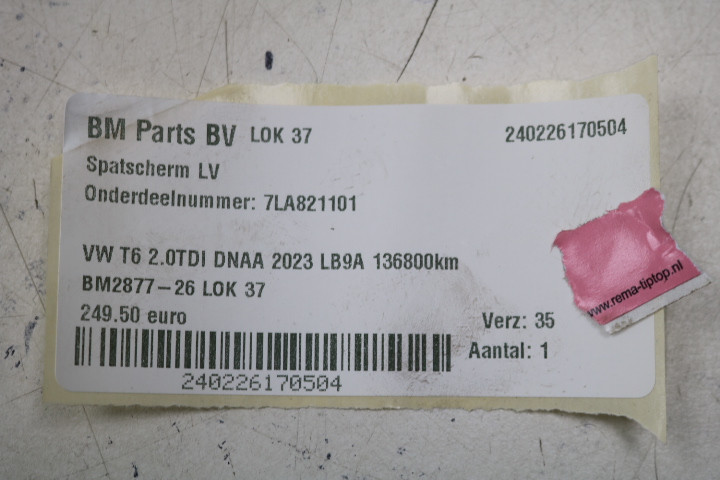 BM Parts BV LOK 37 240226170504
Spatscherm LV
Onderdeelnummer: 7LA821101
VW T6 2.0TDI DNAA 2023 LB9A 136800km
BM2877-26 LOK 37
249.50 euro
Verz: 35
Aantal: 1
240226170504
www.rema-tiptop.nl